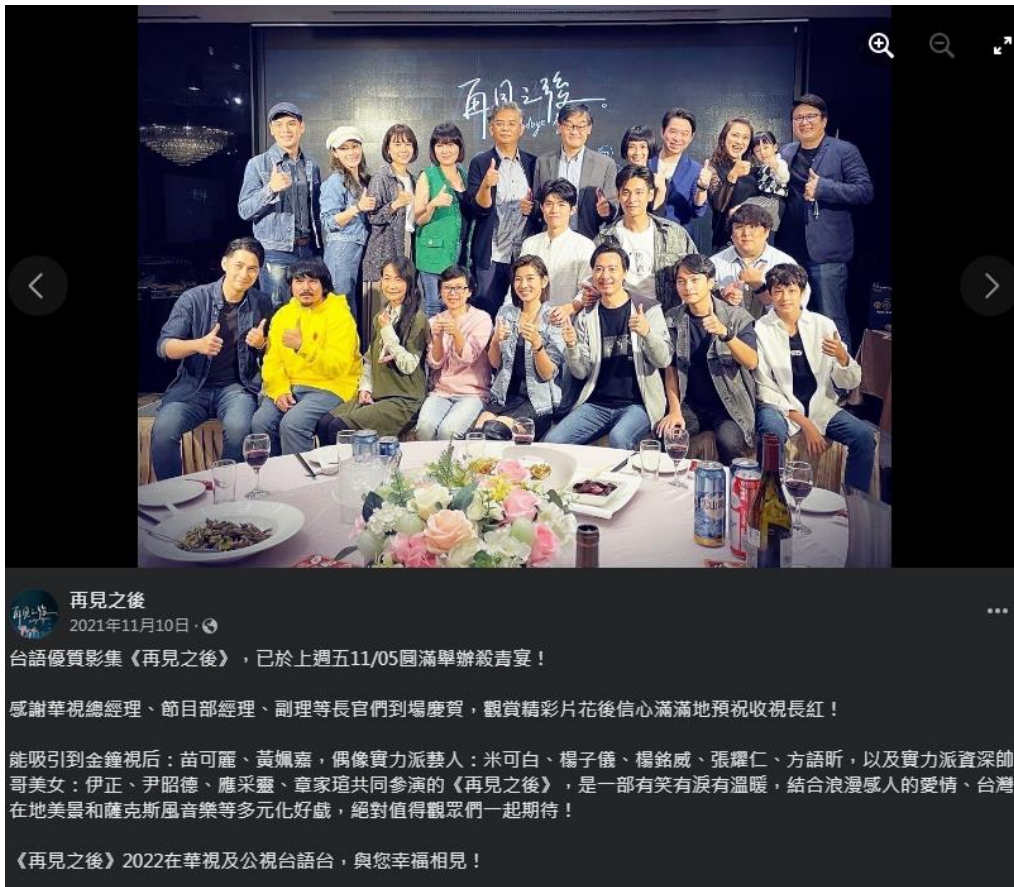 再見之後。
再見之後
2021年11月10日
台語優質影集《再見之後》,已於上週五11/05圓滿舉辦殺青宴!
感謝華視總經理、節目部經理、副理等長官們到場慶賀,觀賞精彩片花後信心滿滿地預祝收視長紅!
能吸引到金鐘視后:苗可麗、黃姵嘉,偶像實力派藝人:米可白、楊子儀、楊銘威、張耀仁、方語昕,以及實力派資深帥
哥美女:伊正、尹昭德、應采靈、章家瑄共同參演的《再見之後》,是一部有笑有淚有溫暖,結合浪漫感人的愛情、台灣
在地美景和薩克斯風音樂等多元化好戲,絕對值得觀眾們一起期待!
《再見之後》2022在華視及公視台語台,與您幸福相見!